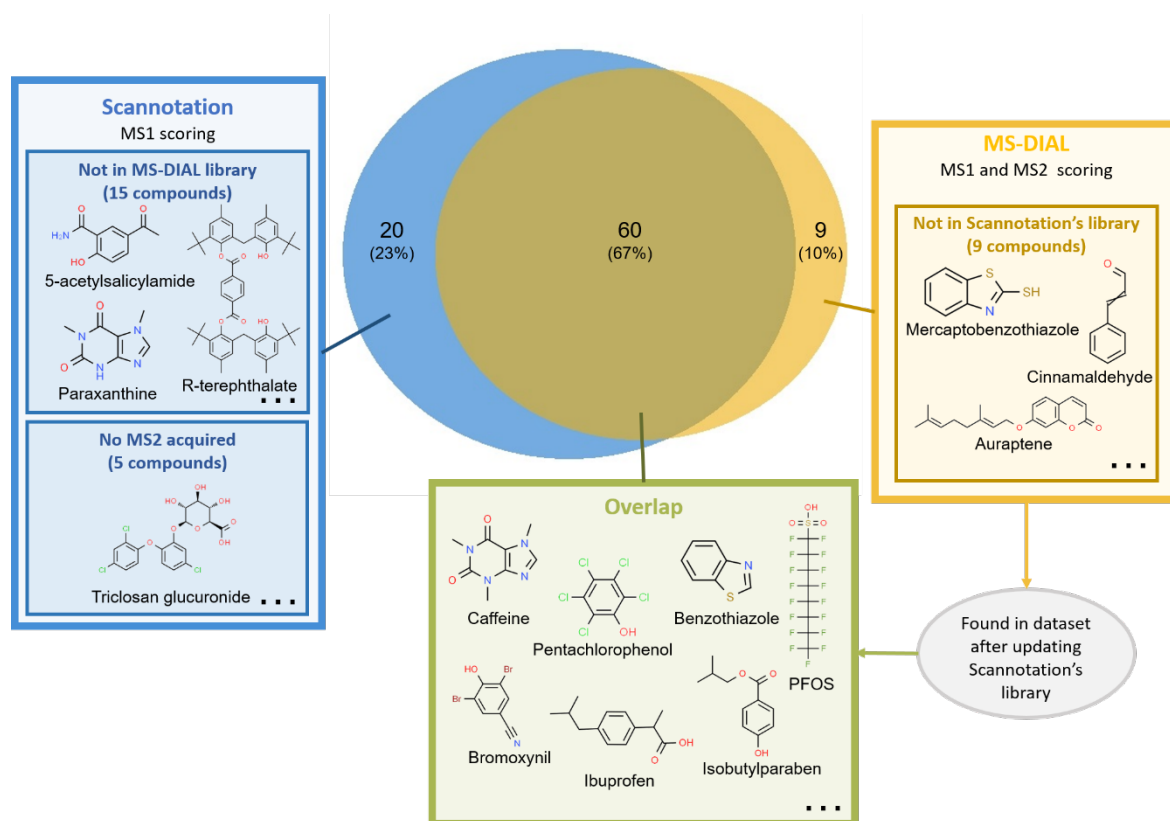 Scannotation
MS1 scoring
Not in MS-DIAL library
(15 compounds)
5-acetylsalicylamide
Paraxanthine
R-terephthalate
...
No MS2 acquired
(5 compounds)
Triclosan glucuronide
...
20
(23%)
60
(67%)
9
(10%)
MS-DIAL
MS1 and MS2 scoring
Not in Scannotation's library
(9 compounds)
Mercaptobenzothiazole
Cinnamaldehyde
Auraptene
...
Overlap
Caffeine
Pentachlorophenol
Benzothiazole
PFOS
Bromoxynil
Ibuprofen
Isobutylparaben
...
Found in dataset
after updating
Scannotation's
library